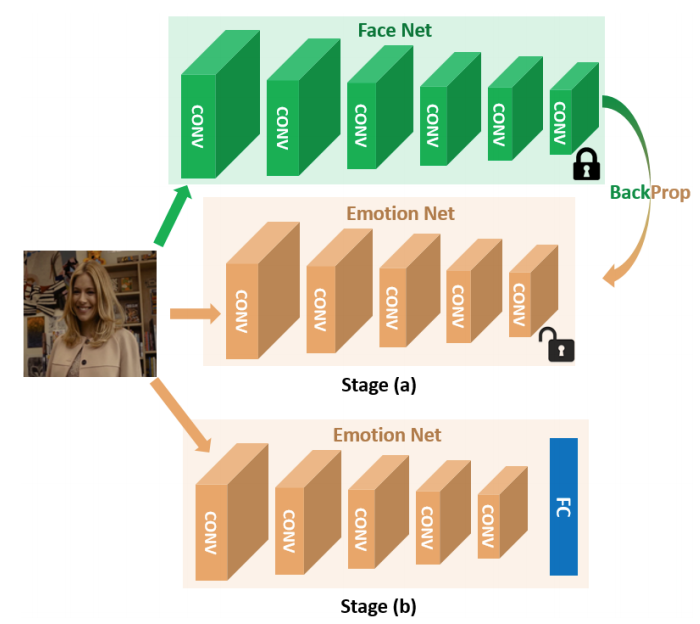 Face Net
CONV
CONV
CONV
CONV
CONV
CONV
BackProp
Emotion Net
CONV
CONV
CONV
CONV
CONV
Stage (a)
Emotion Net
CONV
CONV
CONV
CONV
CONV
FC
Stage (b)